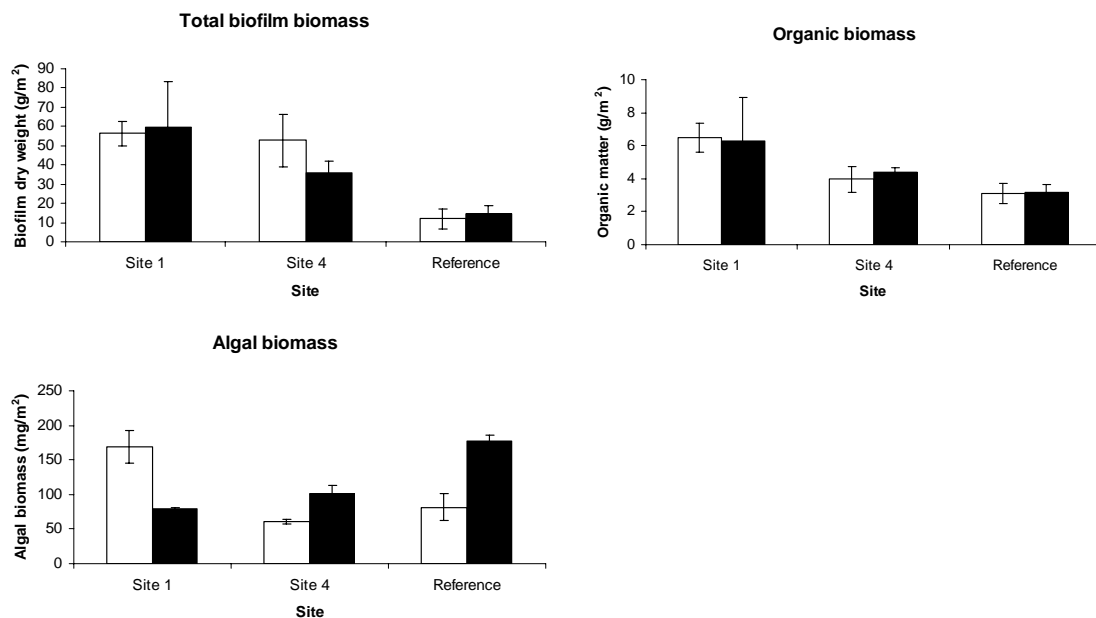 Total biofilm biomass
Biofilm dry weight (g/m²)
90
80
70
60
50
40
30
20
10
0
Site 1 Site 4 Reference
Site
Organic biomass
Organic matter (g/m²)
10
8
6
4
2
0
Site 1 Site 4 Reference
Site
Algal biomass
Algal biomass (mg/m²)
250
200
150
100
50
0
Site 1 Site 4 Reference
Site